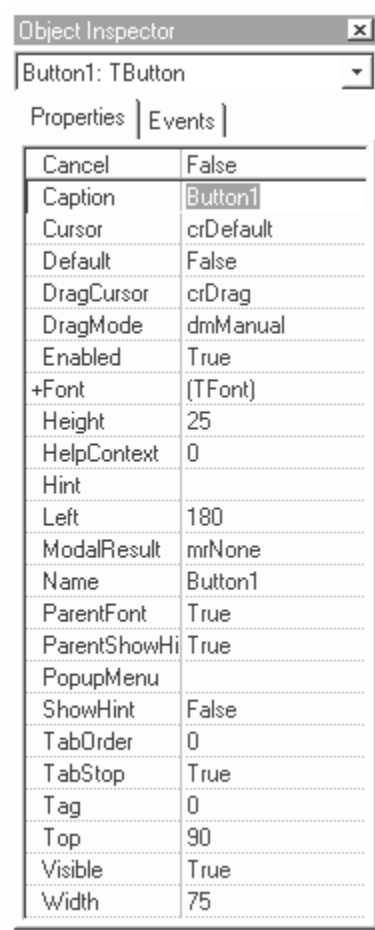 Object Inspector
Button1: TButton
Properties Events
Cancel False
Caption Button1
Cursor crDefault
Default False
DragCursor crDrag
DragMode dmManual
Enabled True
+Font (TFont)
Height 25
HelpContext 0
Hint
Left 180
ModalResult mrNone
Name Button1
ParentFont True
ParentShowHi True
PopupMenu
ShowHint False
TabOrder 0
TabStop True
Tag 0
Top 90
Visible True
Width 75